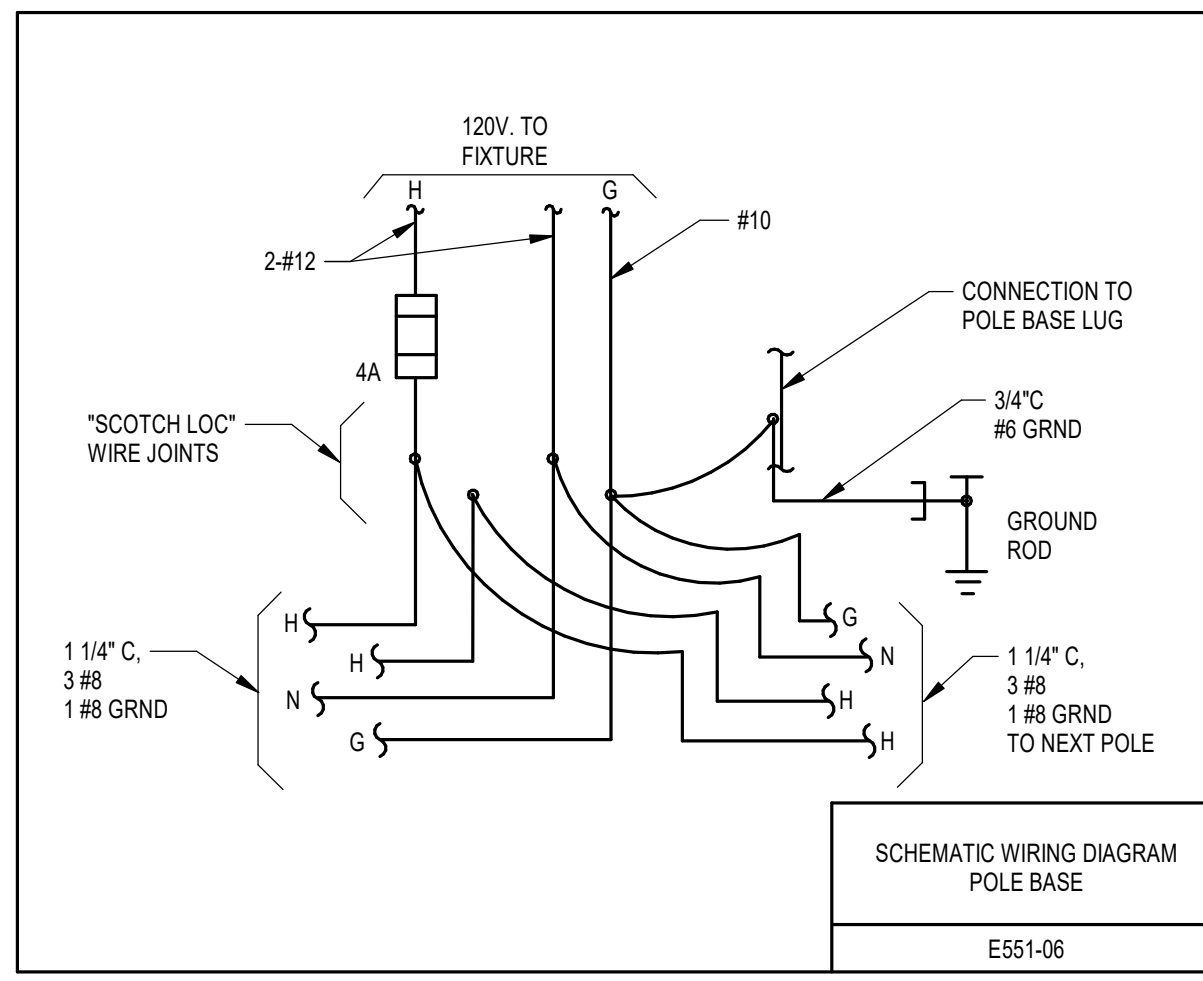 120V. TO
FIXTURE
H
G
#10
2-#12
CONNECTION TO
POLE BASE LUG
4A
3/4"C
#6 GRND
"SCOTCH LOC"
WIRE JOINTS
GROUND
ROD
H
H
N
G
1 1/4" C,
3 #8
1 #8 GRND
G
N
H
H
1 1/4" C,
3 #8
1 #8 GRND
TO NEXT POLE
SCHEMATIC WIRING DIAGRAM
POLE BASE
E551-06